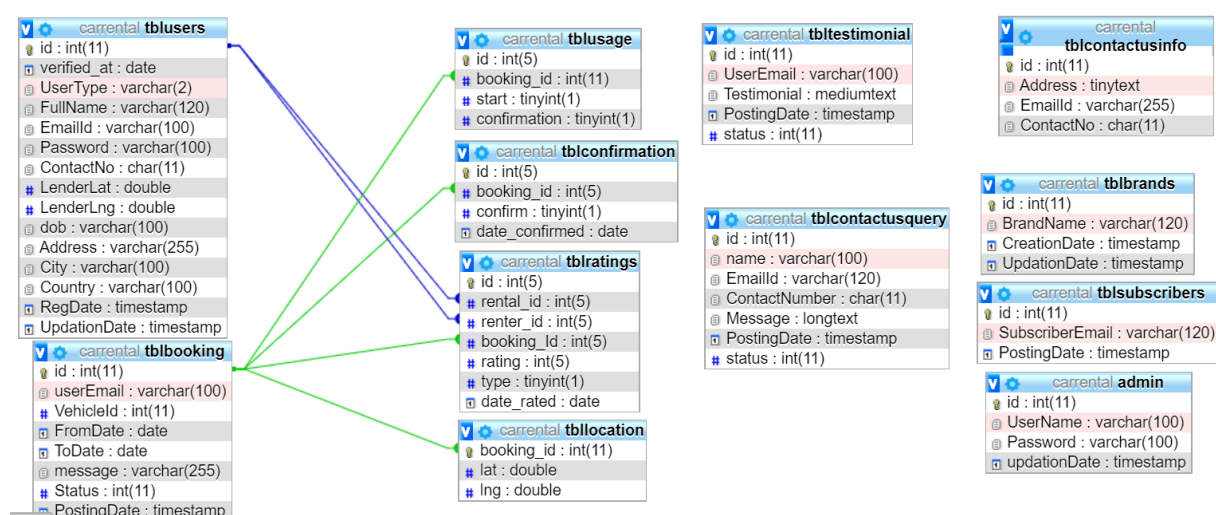 carrental tblusers
id : int(11)
verified_at : date
UserType : varchar(2)
FullName : varchar(120)
EmailId : varchar(100)
Password : varchar(100)
ContactNo : char(11)
LenderLat : double
LenderLng : double
dob : varchar(100)
Address : varchar(255)
City : varchar(100)
Country : varchar(100)
RegDate : timestamp
UpdationDate : timestamp
carrental tblbooking
id : int(11)
userEmail : varchar(100)
VehicleId : int(11)
FromDate : date
ToDate : date
message : varchar(255)
Status : int(11)
PostingDate : timestamp
carrental tblusage
id : int(5)
booking_id : int(11)
start : tinyint(1)
confirmation : tinyint(1)
carrental tblconfirmation
id : int(5)
booking_id : int(5)
confirm : tinyint(1)
date_confirmed : date
carrental tblratings
id : int(5)
rental_id : int(5)
renter_id : int(5)
booking_Id : int(5)
rating : int(5)
type : tinyint(1)
date_rated : date
carrental tbllocation
booking_id : int(11)
lat : double
lng : double
carrental tbltestimonial
id : int(11)
UserEmail : varchar(100)
Testimonial : mediumtext
PostingDate : timestamp
status : int(11)
carrental tblcontactusquery
id : int(11)
name : varchar(100)
EmailId : varchar(120)
ContactNumber : char(11)
Message : longtext
PostingDate : timestamp
status : int(11)
carrental
tblcontactusinfo
id : int(11)
Address : tinytext
EmailId : varchar(255)
ContactNo : char(11)
carrental tblbrands
id : int(11)
BrandName : varchar(120)
CreationDate : timestamp
UpdationDate : timestamp
carrental tblsubscribers
id : int(11)
SubscriberEmail : varchar(120)
PostingDate : timestamp
carrental admin
id : int(11)
UserName : varchar(100)
Password : varchar(100)
updationDate : timestamp